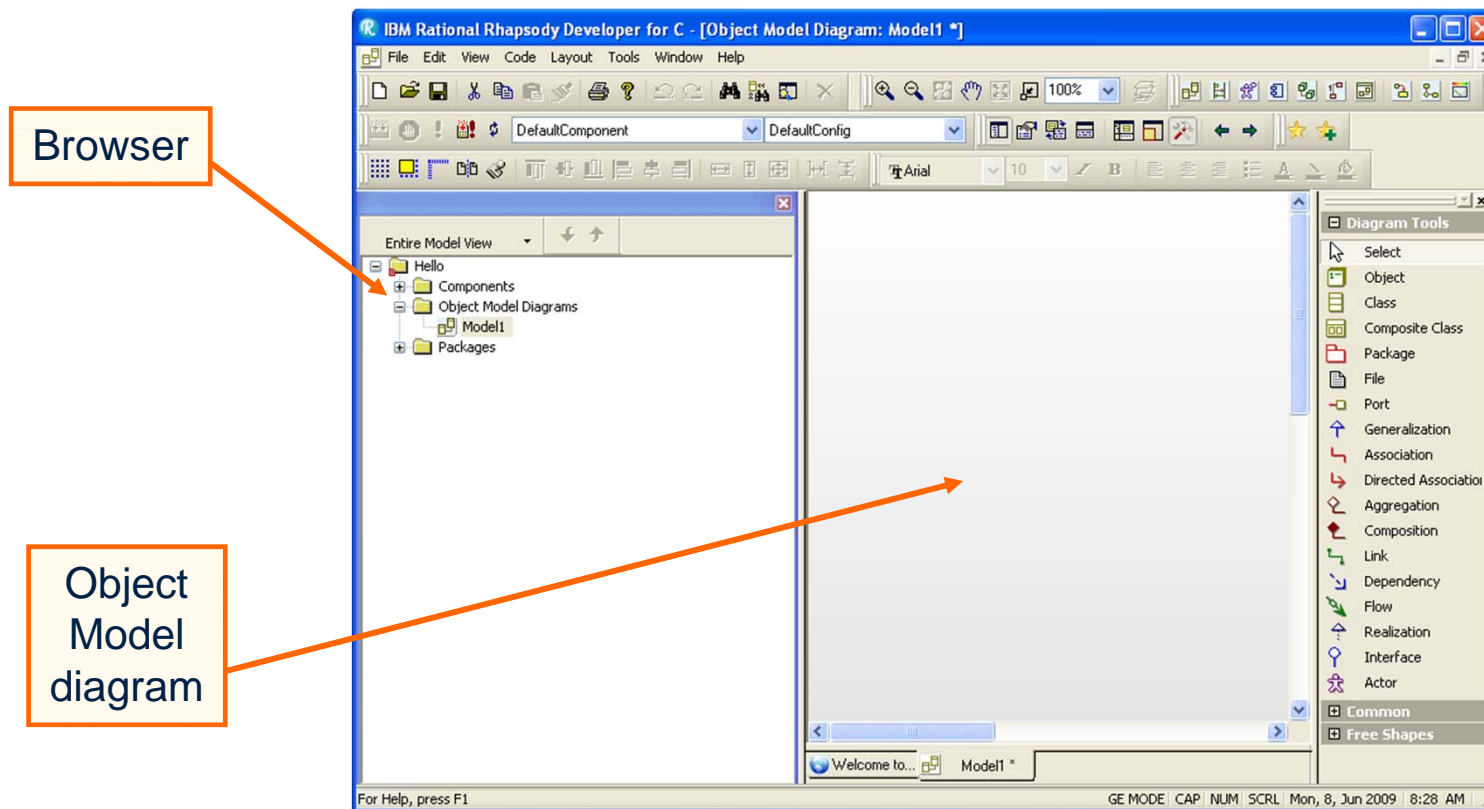 IBM Rational Rhapsody Developer for C - [Object Model Diagram: Model1 *]
File Edit View Code Layout Tools Window Help
100%
DefaultComponent DefaultConfig
Arial 10
Browser
Entire Model View
Hello
Components
Object Model Diagrams
Model1
Packages
Object
Model
diagram
Diagram Tools
Select
Object
Class
Composite Class
Package
File
Port
Generalization
Association
Directed Association
Aggregation
Composition
Link
Dependency
Flow
Realization
Interface
Actor
Common
Free Shapes
Welcome to... Model1 *
For Help, press F1 GE MODE CAP NUM SCRL Mon, 8, Jun 2009 8:28 AM